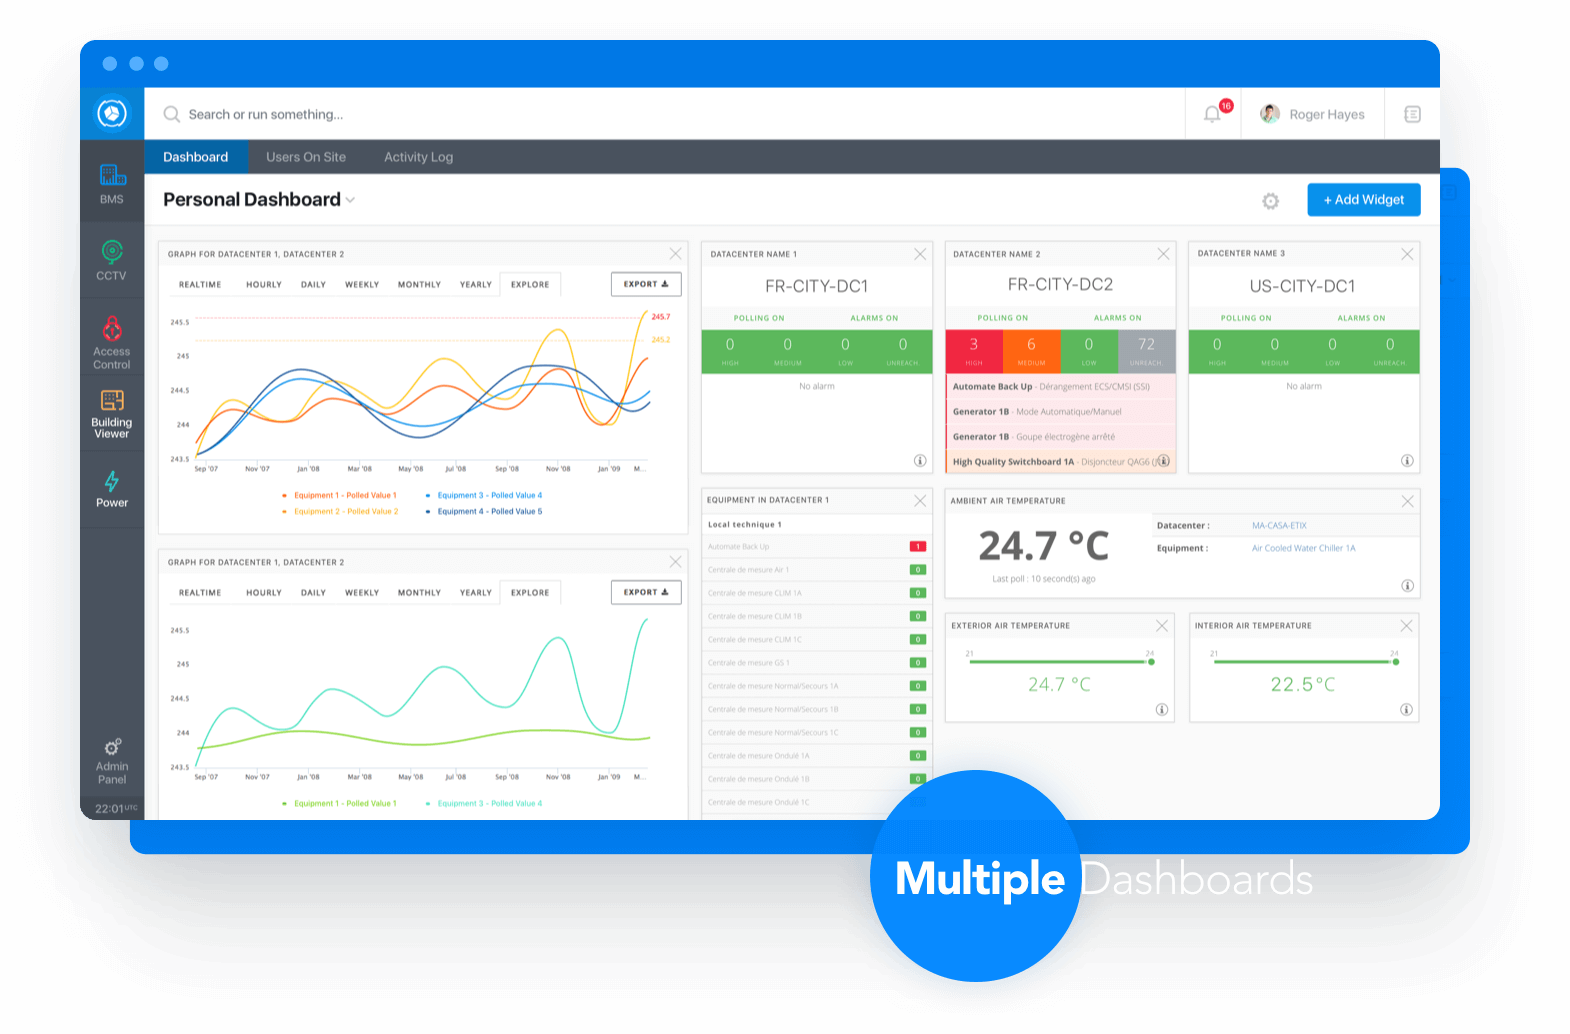 Search or run something...
16
Roger Hayes
Dashboard
Users On Site
Activity Log
BMS
CCTV
Access
Control
Building
Viewer
Power
Admin
Panel
22:01 UTC
Personal Dashboard
+ Add Widget
GRAPH FOR DATACENTER 1, DATACENTER 2
REALTIME HOURLY DAILY WEEKLY MONTHLY YEARLY EXPLORE EXPORT
245.5
245
244.5
244
243.5
245.7
245.2
Sep '07 Nov '07 Jan '08 Mar '08 May '08 Jul '08 Sep '08 Nov '08 Jan '09 M...
Equipment 1 - Polled Value 1 Equipment 3 - Polled Value 4
Equipment 2 - Polled Value 2 Equipment 4 - Polled Value 5
GRAPH FOR DATACENTER 1, DATACENTER 2
REALTIME HOURLY DAILY WEEKLY MONTHLY YEARLY EXPLORE EXPORT
245.5
245
244.5
244
243.5
Sep '07 Nov '07 Jan '08 Mar '08 May '08 Jul '08 Sep '08 Nov '08 Jan '09 M...
Equipment 1 - Polled Value 1 Equipment 3 - Polled Value 4
DATACENTER NAME 1
FR-CITY-DC1
POLLING ON ALARMS ON
0 0 0 0
HIGH MEDIUM LOW UNREACH.
No alarm
DATACENTER NAME 2
FR-CITY-DC2
POLLING ON ALARMS ON
3 6 0 72
HIGH MEDIUM LOW UNREACH.
Automate Back Up - Dérangement ECS/CMSI (SSI)
Generator 1B - Mode Automatique/Manuel
Generator 1B - Goupe électrogène arrêté
High Quality Switchboard 1A - Disjoncteur QAG6 (J
DATACENTER NAME 3
US-CITY-DC1
POLLING ON ALARMS ON
0 0 0 0
HIGH MEDIUM LOW UNREACH.
No alarm
EQUIPMENT IN DATACENTER 1
Local technique 1
Automate Back Up 1
Centrale de mesure Air 1 0
Centrale de mesure CLIM 1A 0
Centrale de mesure CLIM 1B 0
Centrale de mesure CLIM 1C 0
Centrale de mesure GS 1 0
Centrale de mesure Normal/Secours 1A 0
Centrale de mesure Normal/Secours 1B 0
Centrale de mesure Normal/Secours 1C 0
Centrale de mesure Ondulé 1A 0
Centrale de mesure Ondulé 1B 0
Centrale de mesure Ondulé 1C
AMBIENT AIR TEMPERATURE
24.7 °C
Last poll : 10 second(s) ago
Datacenter : MA-CASA-ETIX
Equipment : Air Cooled Water Chiller 1A
EXTERIOR AIR TEMPERATURE
21 24
24.7 °C
INTERIOR AIR TEMPERATURE
21 24
22.5°C
Multiple Dashboards